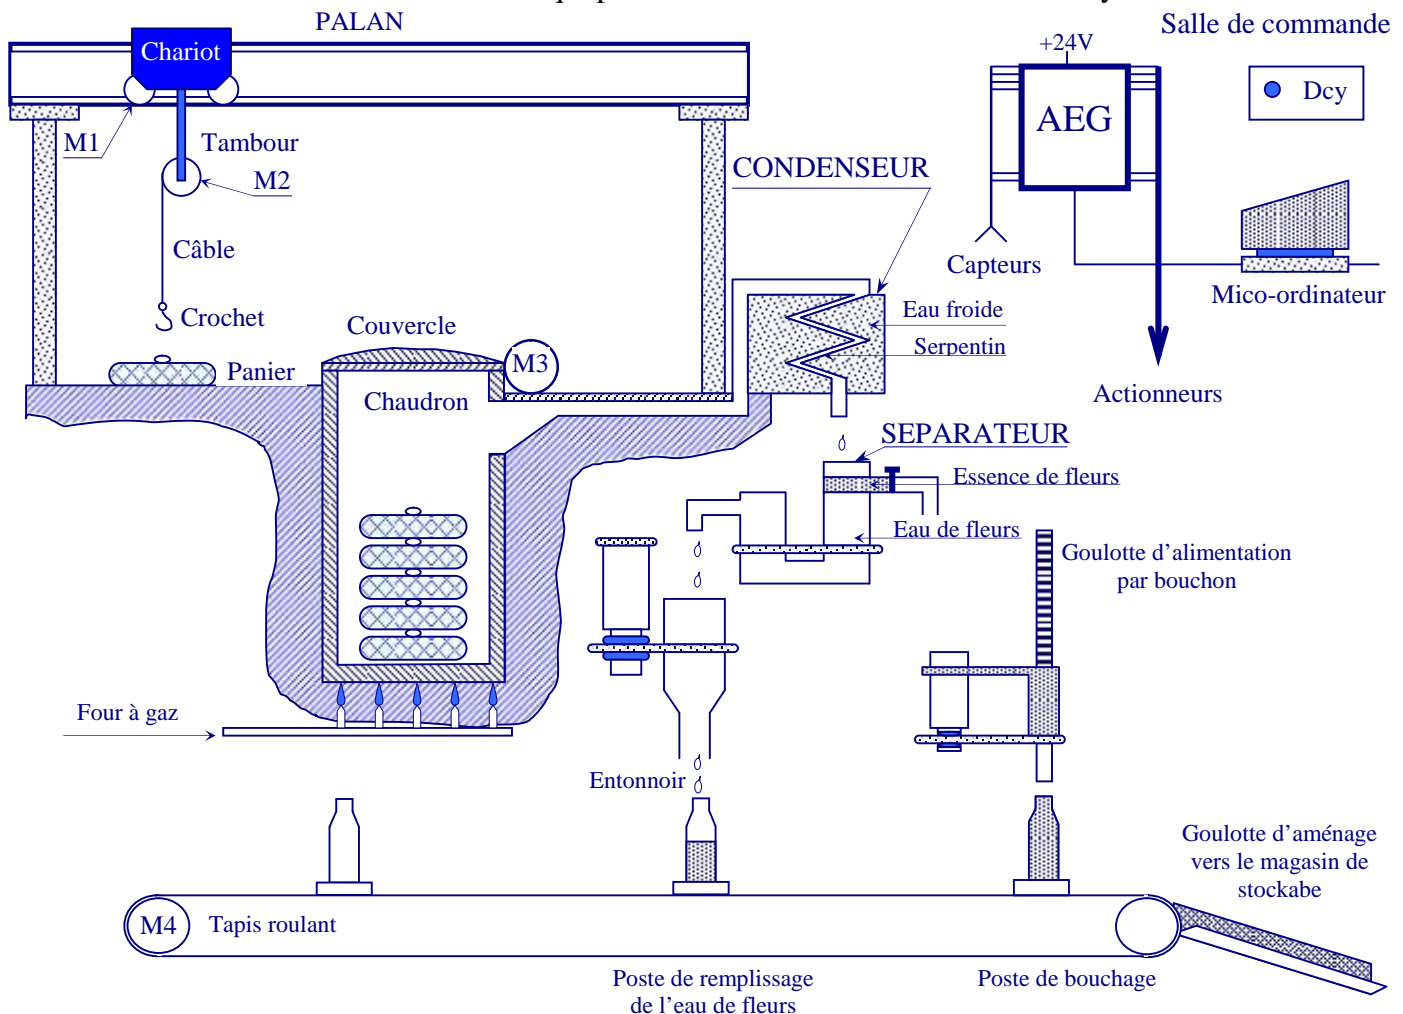 PALAN
Salle de commande
Chariot
+24V
AEG
Dcy
M1
Tambour
M2
CONDENSEUR
Câble
Capteurs
Mico-ordinateur
Crochet
Couvercle
Eau froide
Serpentin
M3
Panier
Chaudron
Actionneurs
SEPARATEUR
Essence de fleurs
Eau de fleurs
Goulotte d’alimentation
par bouchon
Four à gaz
Entonnoir
Goulotte d’aménage
vers le magasin de
stockabe
M4
Tapis roulant
Poste de remplissage
de l’eau de fleurs
Poste de bouchage